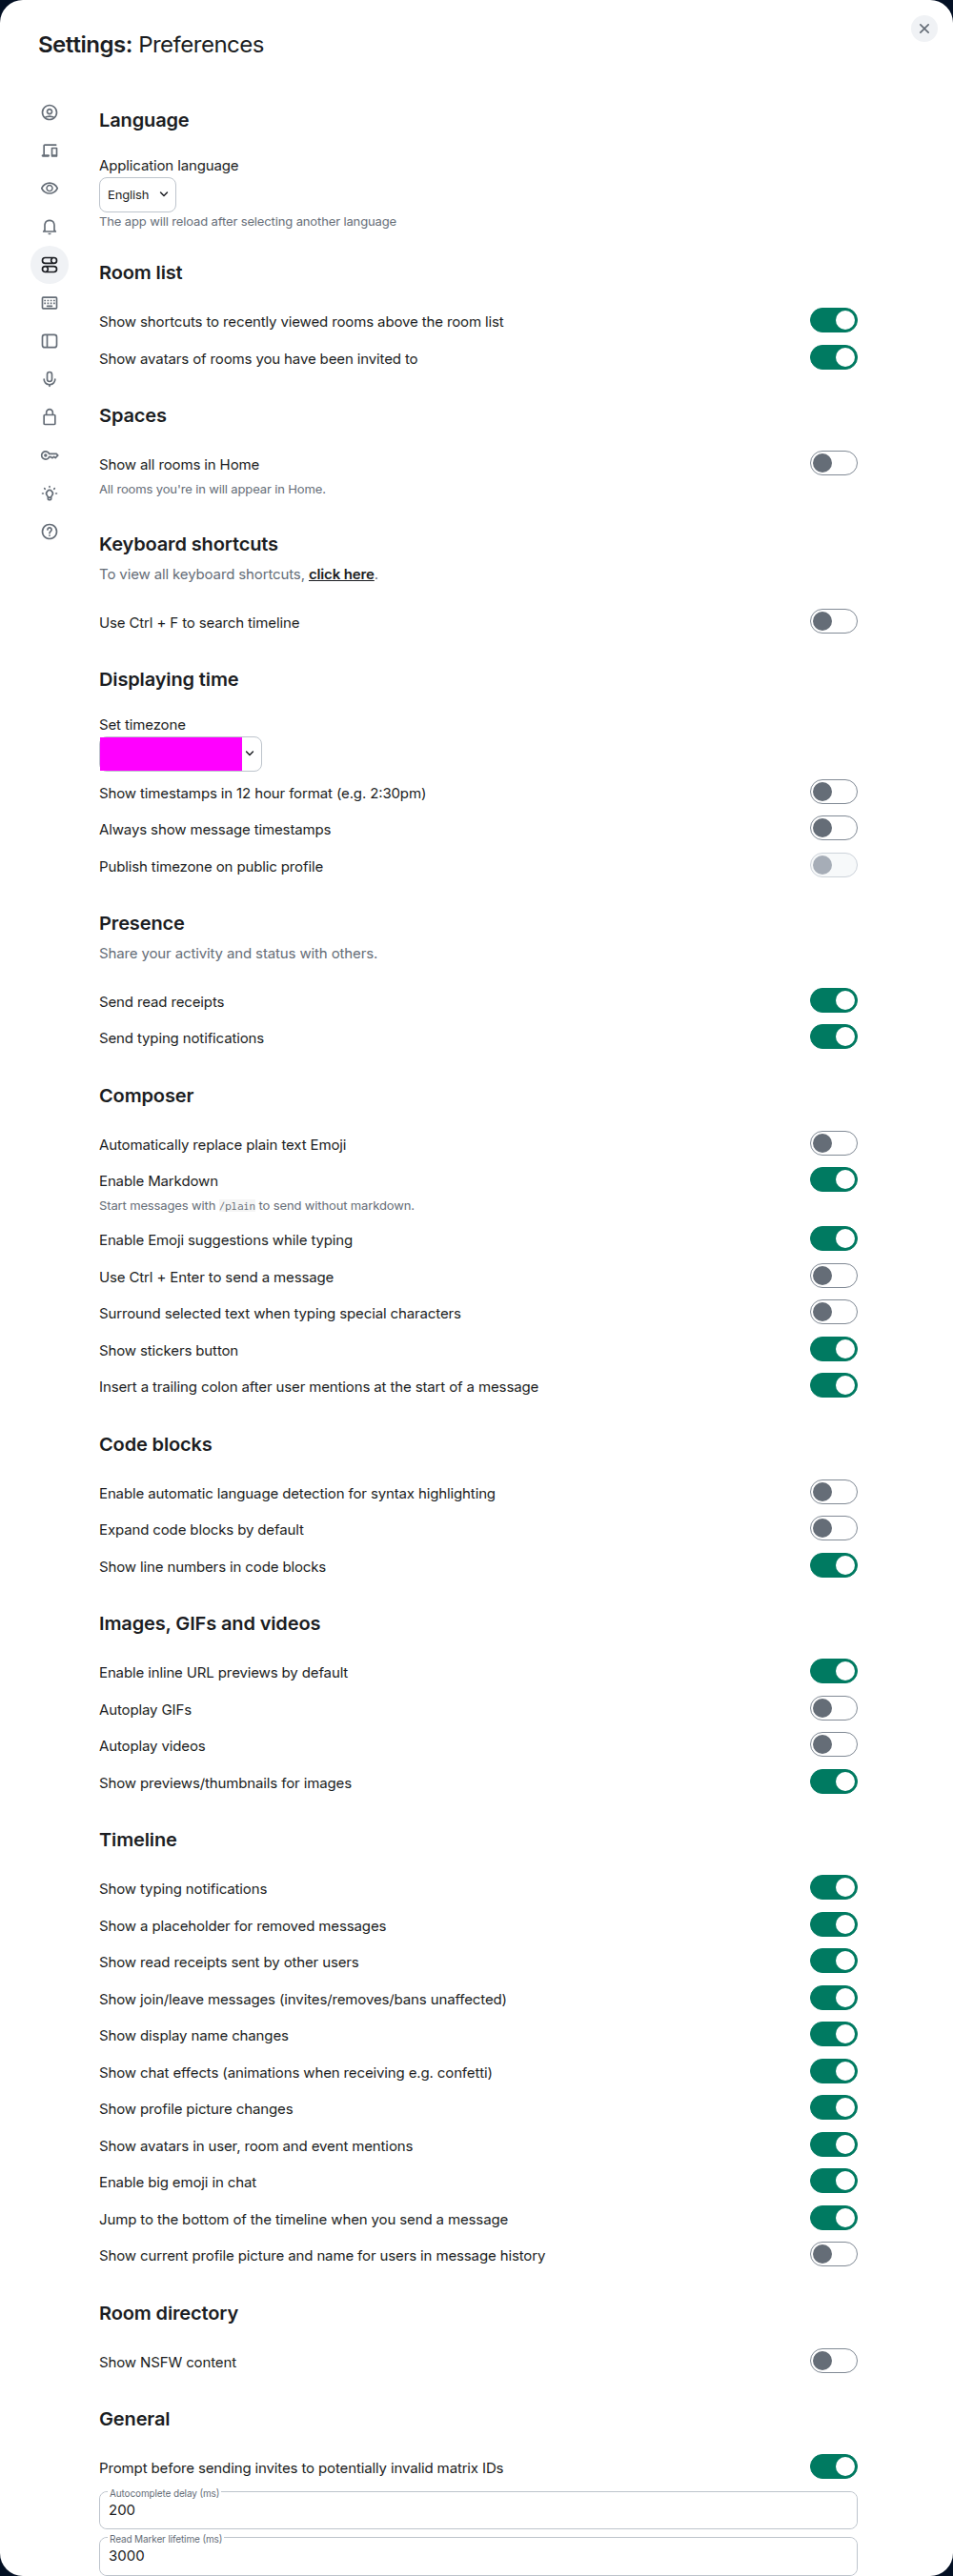 Settings: Preferences
Language
Application language
English
The app will reload after selecting another language
Room list
Show shortcuts to recently viewed rooms above the room list
Show avatars of rooms you have been invited to
Spaces
Show all rooms in Home
All rooms you're in will appear in Home.
Keyboard shortcuts
To view all keyboard shortcuts, click here.
Use Ctrl + F to search timeline
Displaying time
Set timezone
Show timestamps in 12 hour format (e.g. 2:30pm)
Always show message timestamps
Publish timezone on public profile
Presence
Share your activity and status with others.
Send read receipts
Send typing notifications
Composer
Automatically replace plain text Emoji
Enable Markdown
Start messages with /plain to send without markdown.
Enable Emoji suggestions while typing
Use Ctrl + Enter to send a message
Surround selected text when typing special characters
Show stickers button
Insert a trailing colon after user mentions at the start of a message
Code blocks
Enable automatic language detection for syntax highlighting
Expand code blocks by default
Show line numbers in code blocks
Images, GIFs and videos
Enable inline URL previews by default
Autoplay GIFs
Autoplay videos
Show previews/thumbnails for images
Timeline
Show typing notifications
Show a placeholder for removed messages
Show read receipts sent by other users
Show join/leave messages (invites/removes/bans unaffected)
Show display name changes
Show chat effects (animations when receiving e.g. confetti)
Show profile picture changes
Show avatars in user, room and event mentions
Enable big emoji in chat
Jump to the bottom of the timeline when you send a message
Show current profile picture and name for users in message history
Room directory
Show NSFW content
General
Prompt before sending invites to potentially invalid matrix IDs
Autocomplete delay (ms)
200
Read Marker lifetime (ms)
3000